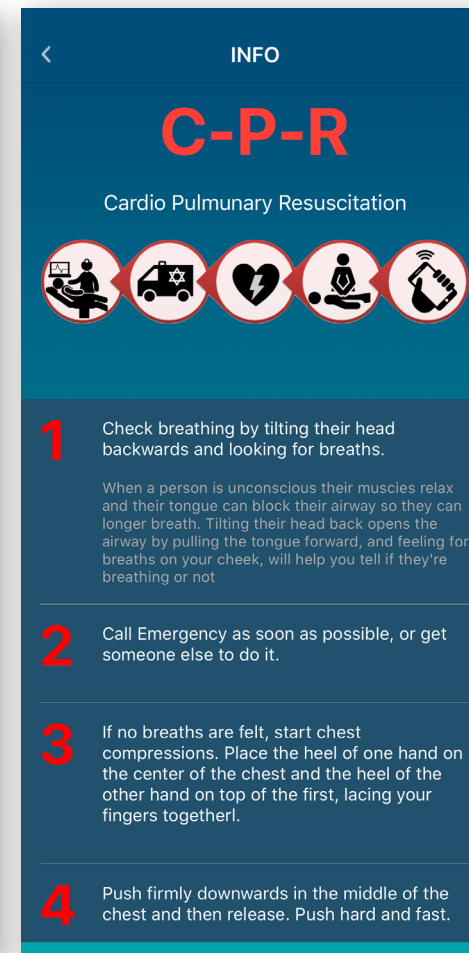 INFO
C-P-R
Cardio Pulmunary Resuscitation
1
Check breathing by tilting their head
backwards and looking for breaths.
When a person is unconscious their muscies relax
and their tongue can block their airway so they can
longer breath. Tilting their head back opens the
airway by pulling the tongue forward, and feeling for
breaths on your cheek, will help you tell if they're
breathing or not
2
Call Emergency as soon as possible, or get
someone else to do it.
3
If no breaths are felt, start chest
compressions. Place the heel of one hand on
the center of the chest and the heel of the
other hand on top of the first, lacing your
fingers togetherl.
4
Push firmly downwards in the middle of the
chest and then release. Push hard and fast.